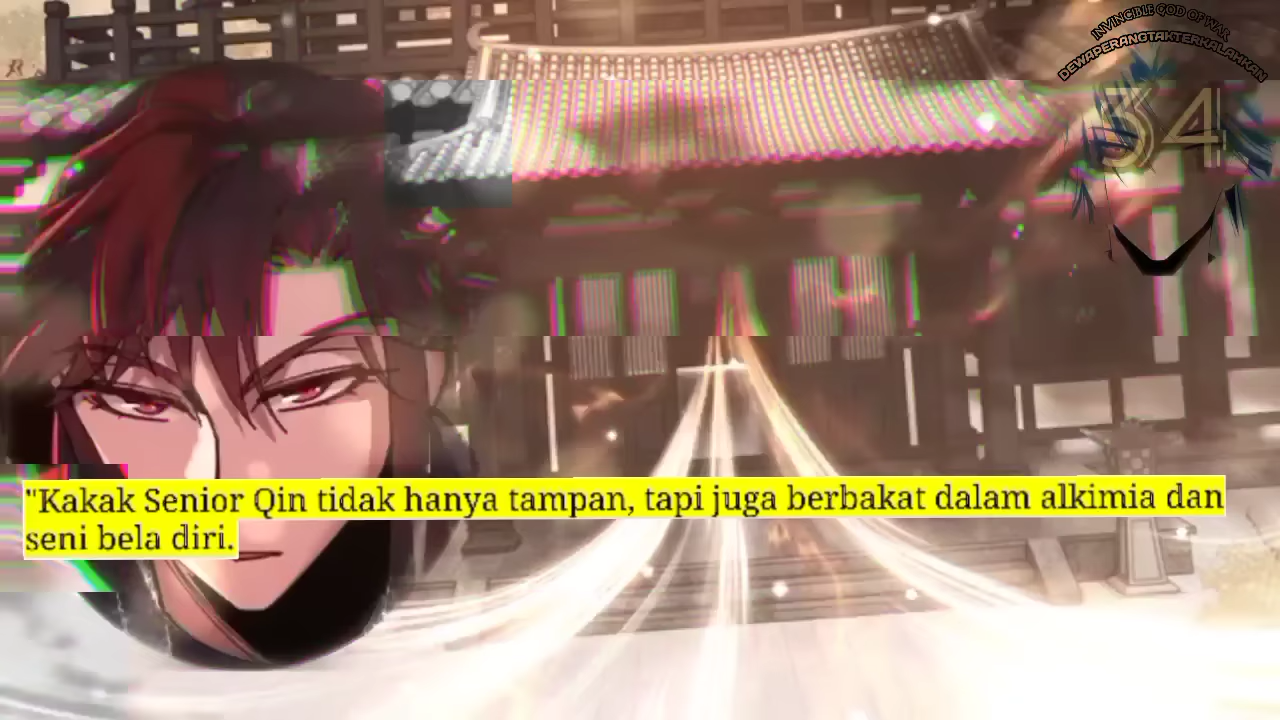 INVINCIBLE GOD OF WAR
DEWAPERANGTAKTERKALAHKAN
34
"Kakak Senior Qin tidak hanya tampan, tapi juga berbakat dalam alkimia dan
seni bela diri.